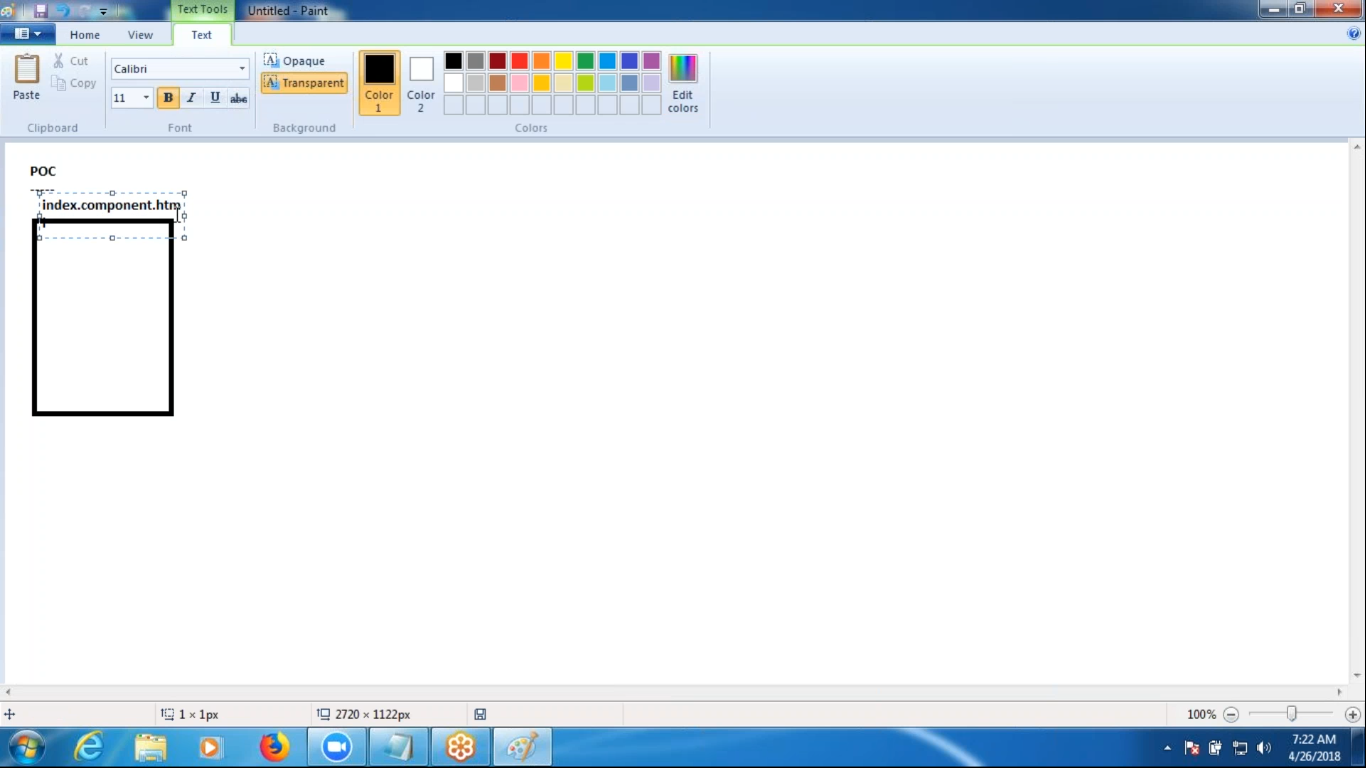 Text Tools
Untitled - Paint
Home
View
Text
Paste
Cut
Copy
Clipboard
Calibri
11
B I U abc
Font
Opaque
Transparent
Background
Color 1
Color 2
Edit colors
Colors
POC
-----
index.component.htm
l
1 × 1px
2720 × 1122px
100%
7:22 AM
4/26/2018